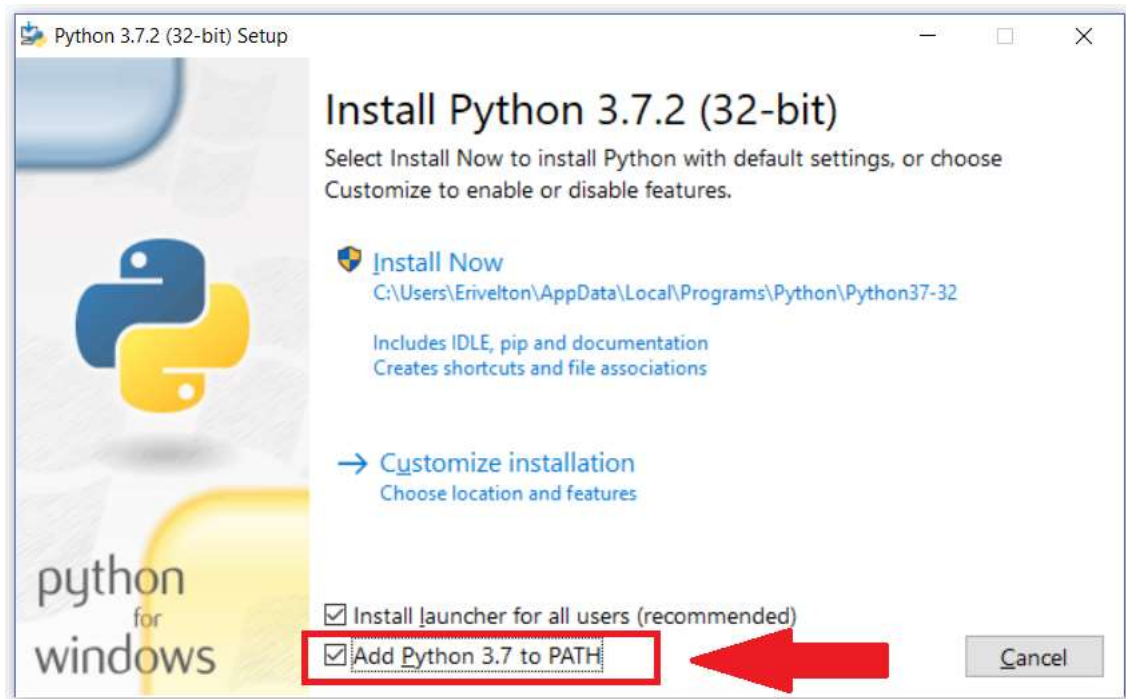 Python 3.7.2 (32-bit) Setup
Install Python 3.7.2 (32-bit)
Select Install Now to install Python with default settings, or choose
Customize to enable or disable features.
Install Now
C:\Users\Erivelton\AppData\Local\Programs\Python\Python37-32
Includes IDLE, pip and documentation
Creates shortcuts and file associations
Customize installation
Choose location and features
python
for
windows
Install launcher for all users (recommended)
Add Python 3.7 to PATH
Cancel